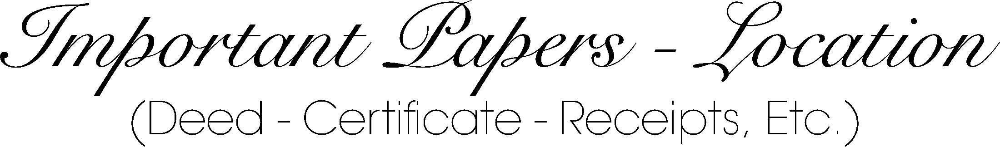 Important Papers - Location
(Deed - Certificate - Receipts, Etc.)